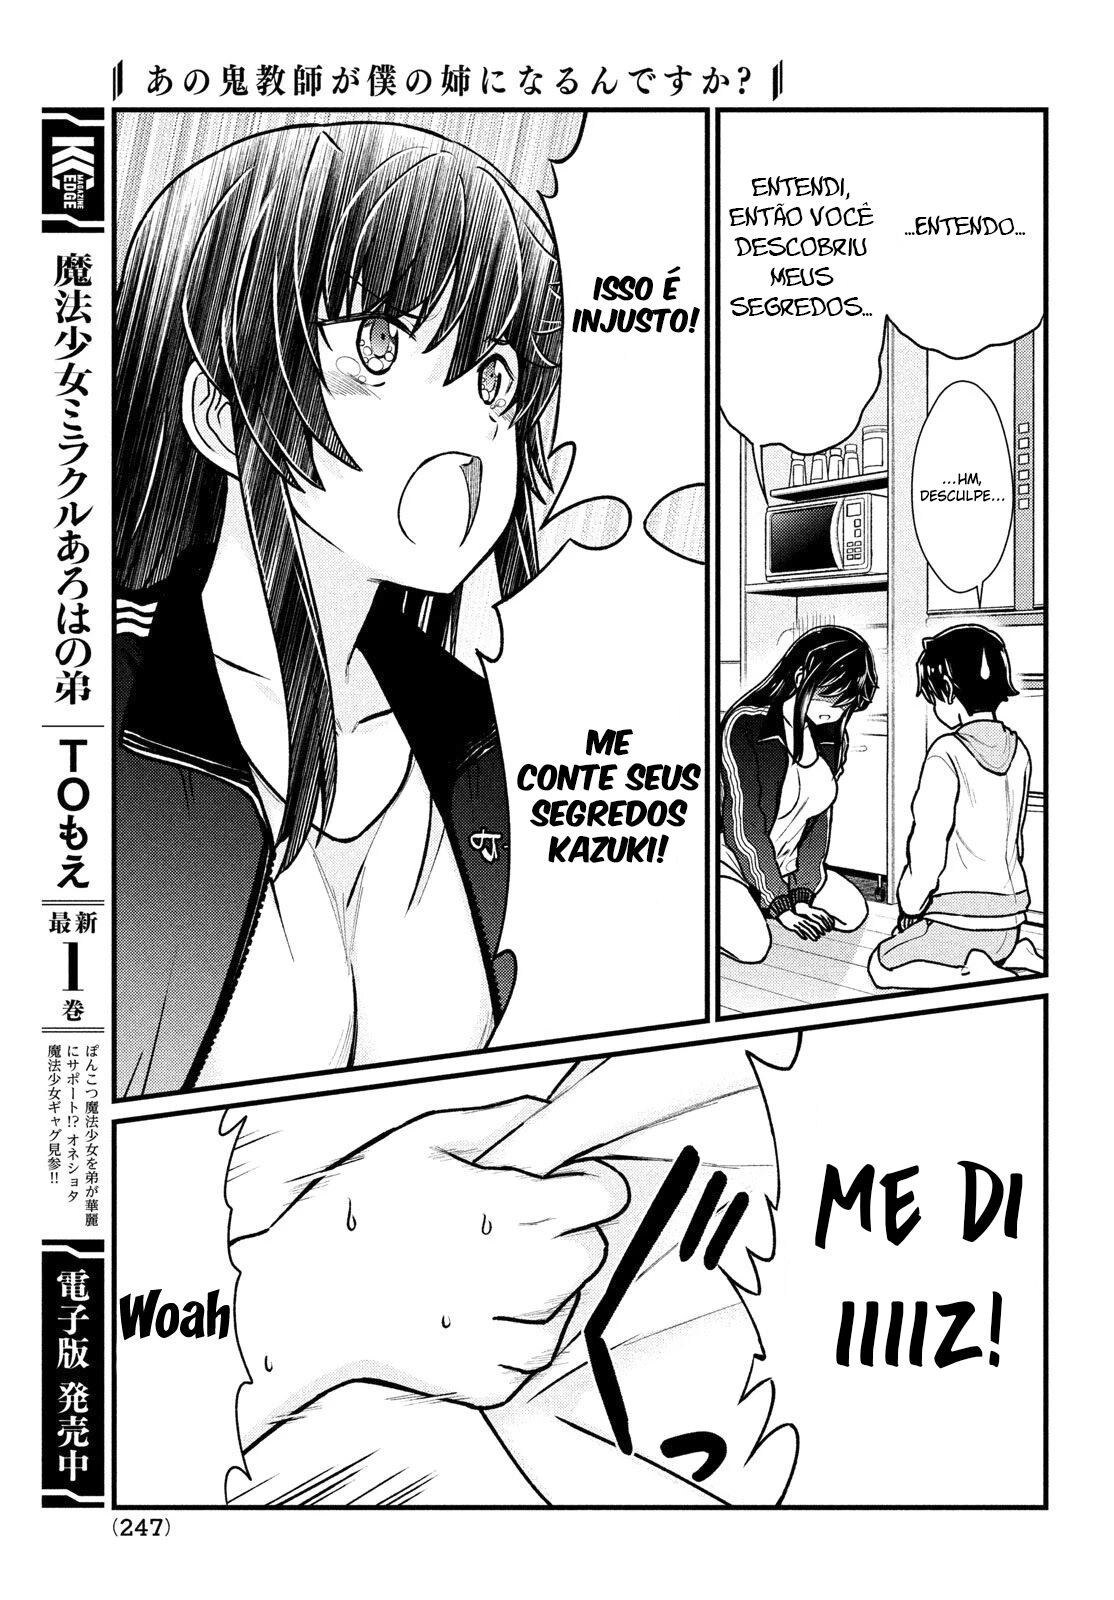 あの鬼教師が僕の姉になるんですか?
...ENTENDO...
ENTENDI,
ENTÃO VOCÊ
DESCOBRIU
MEUS
SEGREDOS...
...HM,
DESCULPE...
ISSO É
INJUSTO!
ME
CONTE SEUS
SEGREDOS
KAZUKI!
ME DI
IIIIIZ!
ぎゅっ
Woah
KC
MAGAZINE
EDGE
魔法少女ミラクルあろはの弟
TOもえ
最新
1
巻
ぽんこつ魔法少女を弟が華麗
にサポート!? オネショタ
魔法少女ギャグ見参!!
電子版 発売中
(247)